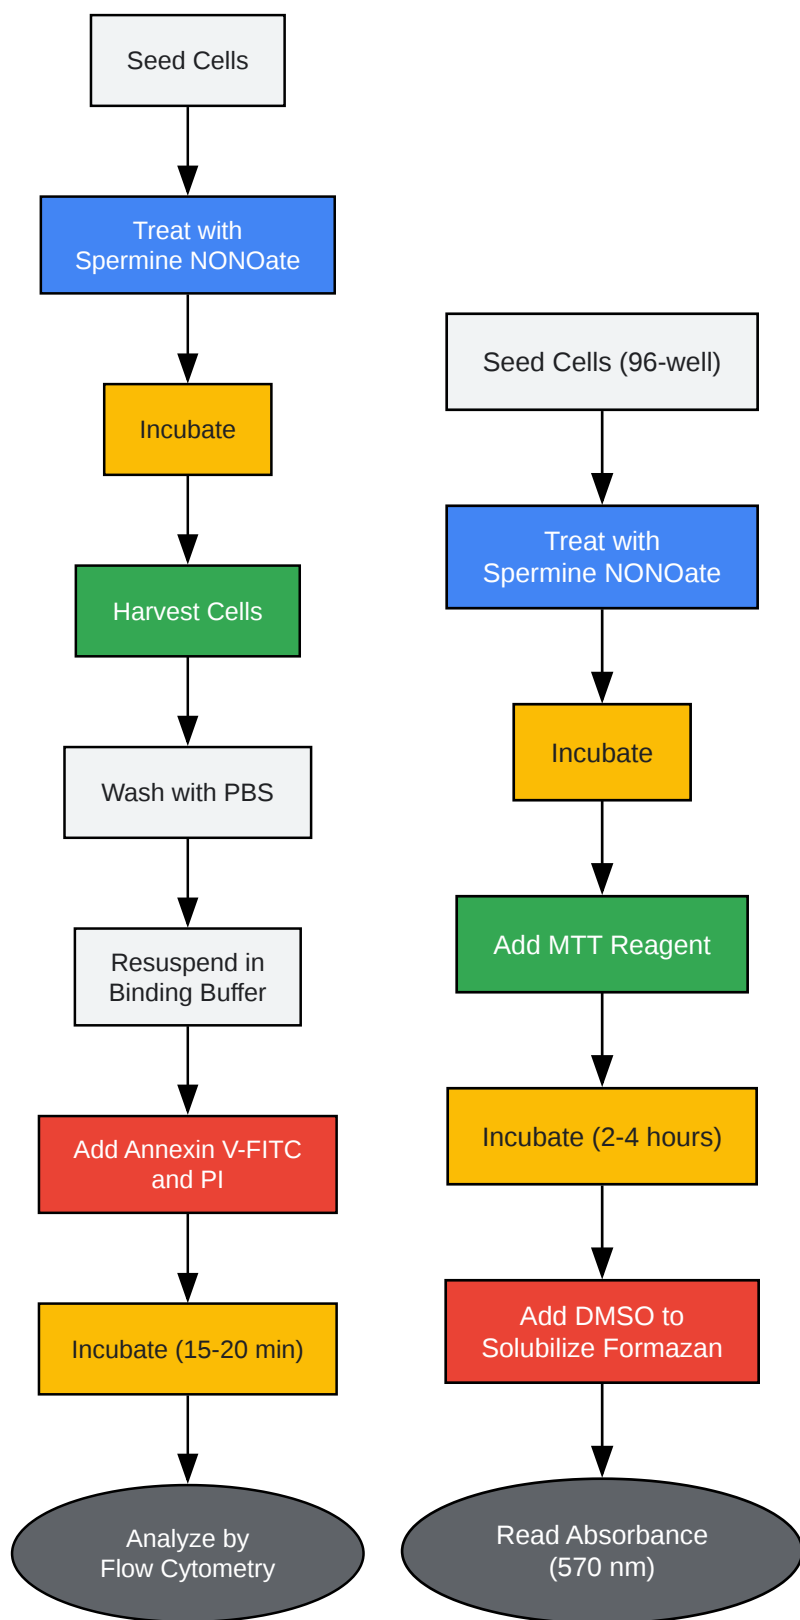 Seed Cells
Treat with
Spermine NONOate
Incubate
Harvest Cells
Wash with PBS
Resuspend in
Binding Buffer
Add Annexin V-FITC
and PI
Incubate (15-20 min)
Analyze by
Flow Cytometry
Seed Cells (96-well)
Treat with
Spermine NONOate
Incubate
Add MTT Reagent
Incubate (2-4 hours)
Add DMSO to
Solubilize Formazan
Read Absorbance
(570 nm)